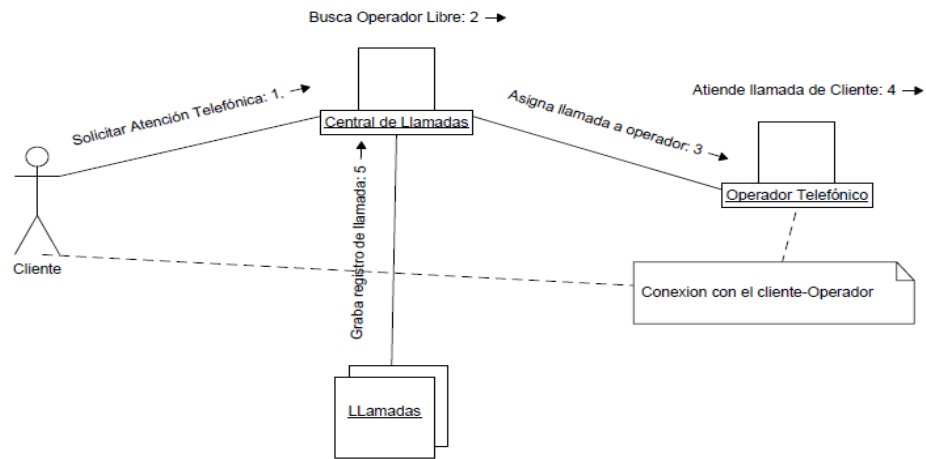 Busca Operador Libre: 2
Solicitar Atención Telefónica: 1.
Central de Llamadas
Asigna llamada a operador: 3
Atiende llamada de Cliente: 4
Operador Telefónico
Graba registro de llamada: 5
Cliente
Conexion con el cliente-Operador
LLamadas